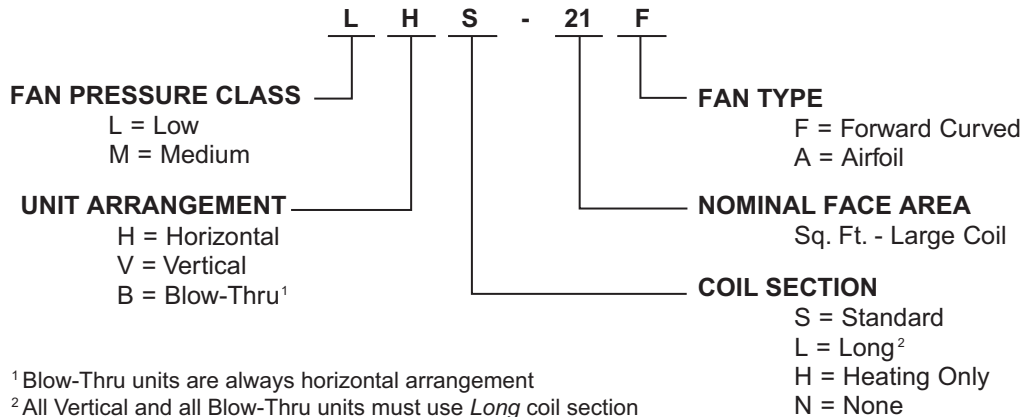 L H S - 21 F
FAN PRESSURE CLASS
L = Low
M = Medium
UNIT ARRANGEMENT
H = Horizontal
V = Vertical
B = Blow-Thru¹
FAN TYPE
F = Forward Curved
A = Airfoil
NOMINAL FACE AREA
Sq. Ft. - Large Coil
COIL SECTION
S = Standard
L = Long²
H = Heating Only
N = None
¹ Blow-Thru units are always horizontal arrangement
² All Vertical and all Blow-Thru units must use Long coil section